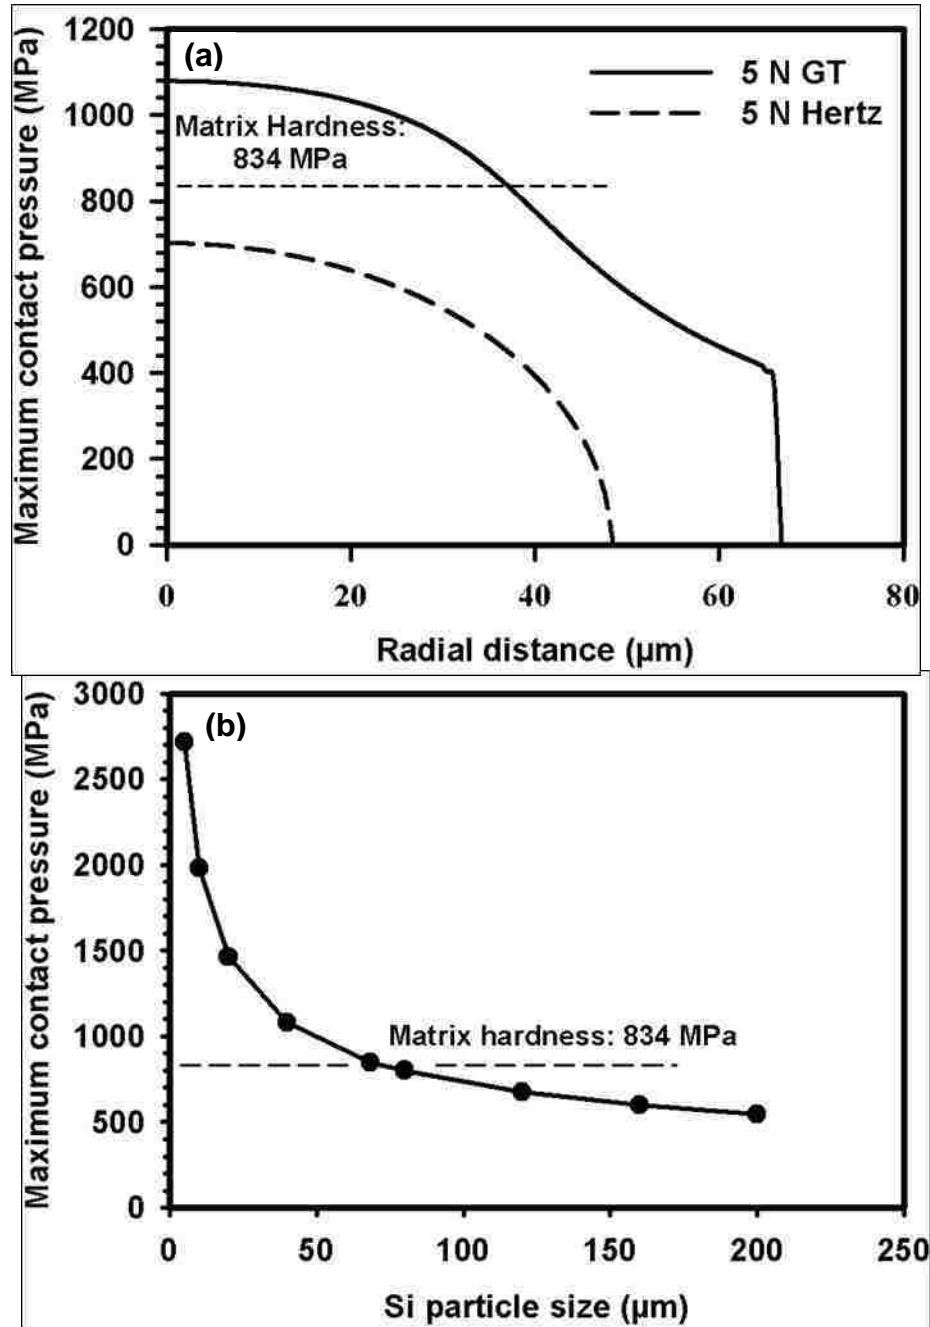 (a)
5 N GT
5 N Hertz
Matrix Hardness:
834 MPa
Maximum contact pressure (MPa)
1200
1000
800
600
400
200
0
0 20 40 60 80
Radial distance (µm)
(b)
Matrix hardness: 834 MPa
Maximum contact pressure (MPa)
3000
2500
2000
1500
1000
500
0
0 50 100 150 200 250
Si particle size (µm)